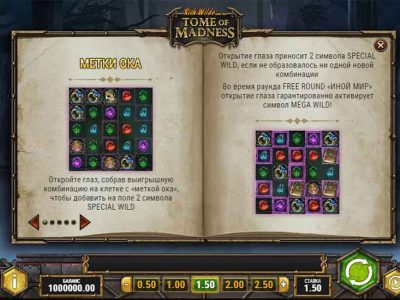 Rich Wilde
TOME OF
MADNESS
МЕТКИ ОКА
Откройте глаз, собрав выигрышную
комбинацию на клетке с «меткой ока»,
чтобы добавить на поле 2 символа
SPECIAL WILD
Открытие глаза приносит 2 символа SPECIAL
WILD, если не образовалось ни одной новой
комбинации
Во время раунда FREE ROUND «ИНОЙ МИР»
открытие глаза гарантированно активирует
символ MEGA WILD!
БАЛАНС
1000000.00
0.50 1.00 1.50 2.00 2.50
СТАВКА
1.50